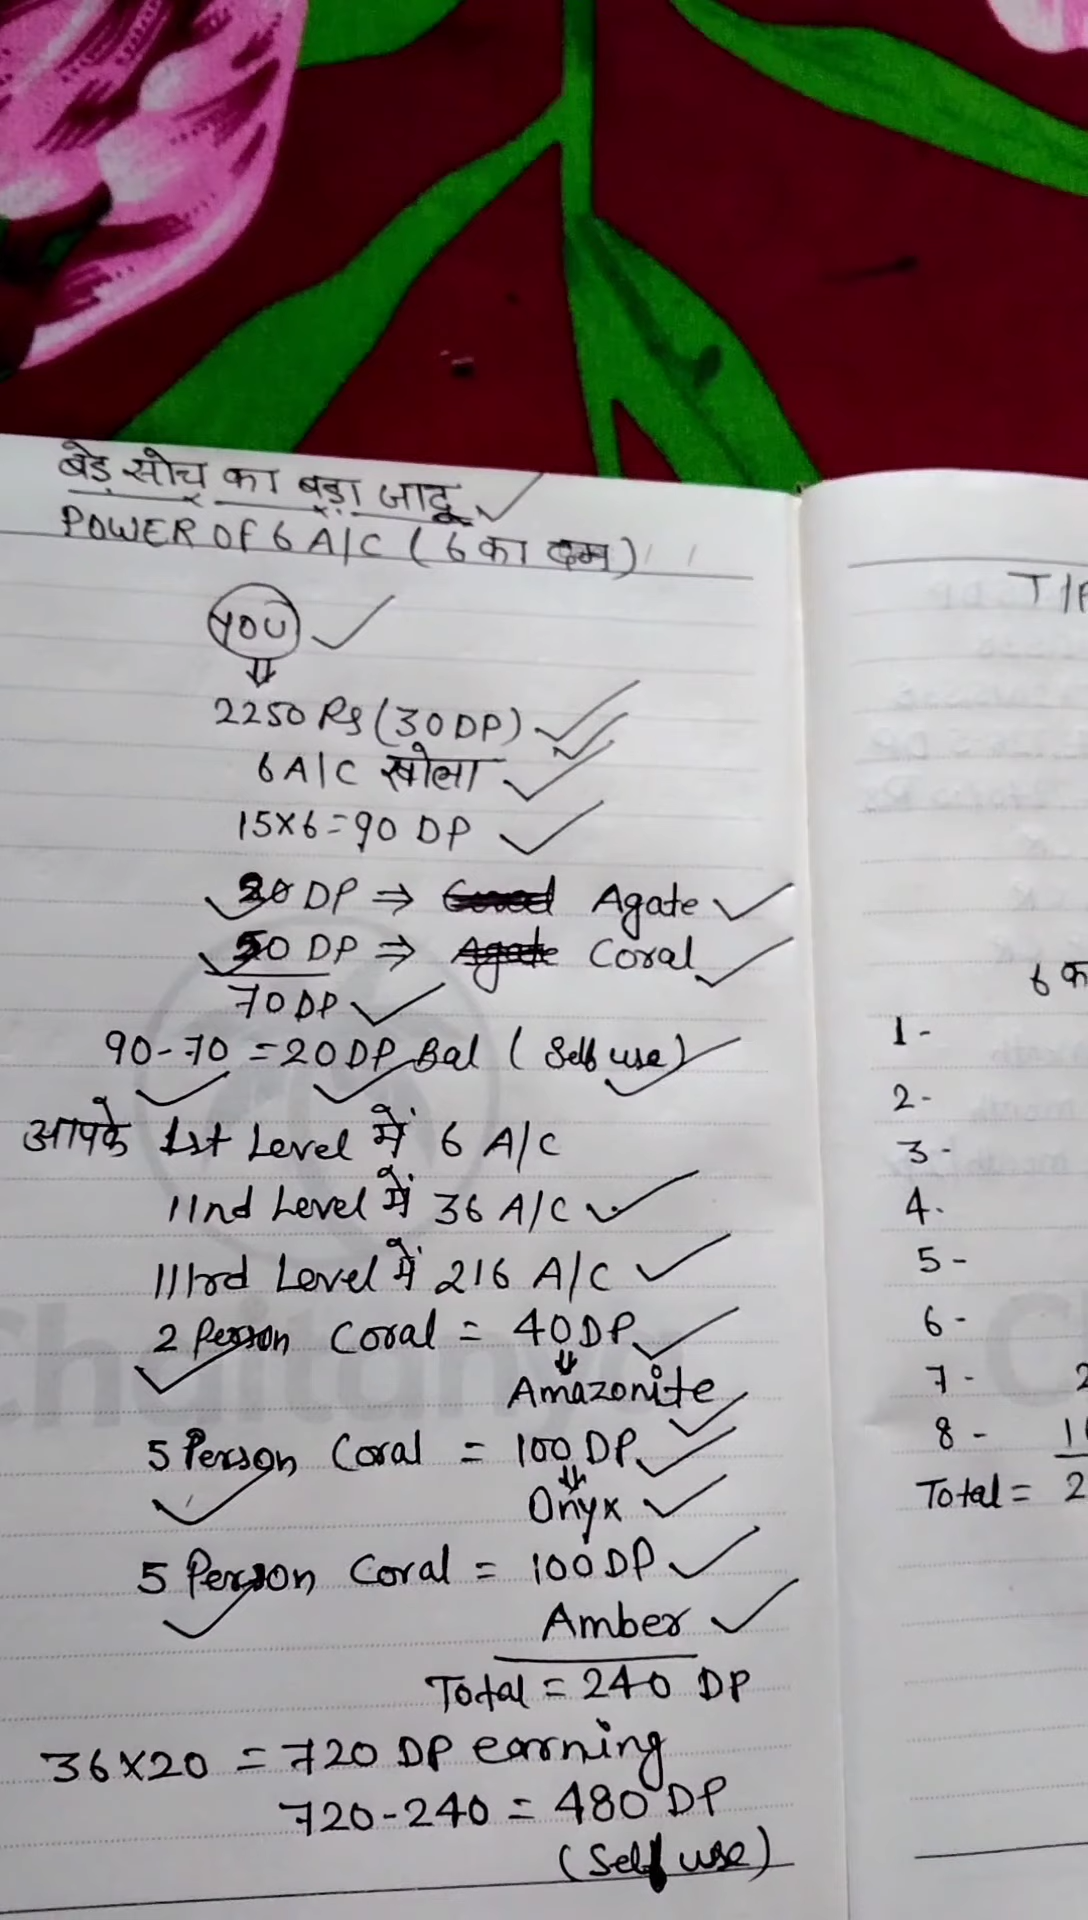 बड़े सोच का बड़ा जादू
POWER OF 6 A/C (6 का दम)
YOU
2250 Rs (30 DP)
6 A/C खोला
15×6=90 DP
20 DP ⇒ Agate
50 DP ⇒ Coral
70 DP
90-70 =20 DP Bal (Self use)
आपके 1st Level में 6 A/C
IInd Level में 36 A/C
IIIrd Level में 216 A/C
2 Person Coral = 40 DP
Amazonite
5 Person Coral = 100 DP
Onyx
5 Person Coral = 100 DP
Amber
Total = 240 DP
36×20 = 720 DP earning
720-240 = 480 DP
(Self use)
6 का
1-
2-
3-
4.
5-
6-
7- 2
8-
Total = 2